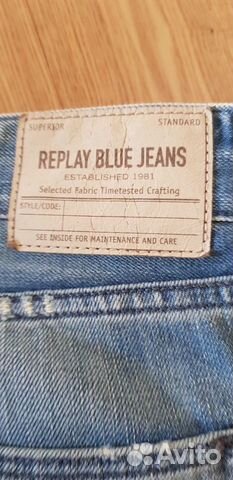 SUPERIOR STANDARD
REPLAY BLUE JEANS
ESTABLISHED 1981
Selected Fabric Timetested Crafting
STYLE/CODE:
SEE INSIDE FOR MAINTENANCE AND CARE
Avito